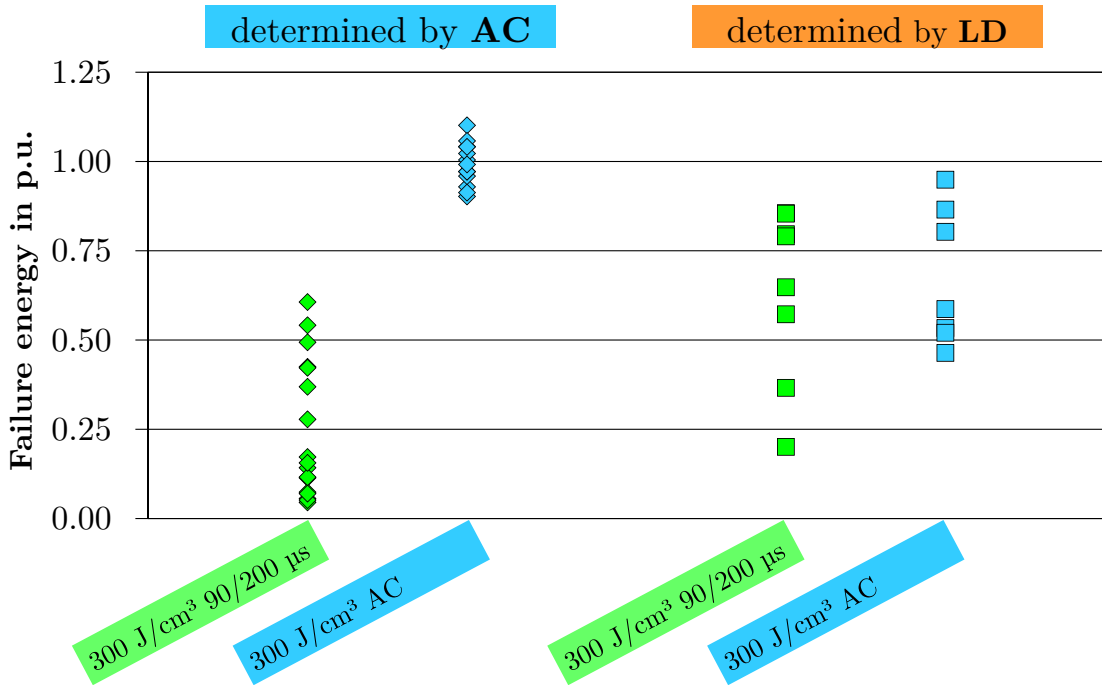 determined by AC
determined by LD
Failure energy in p.u.
1.25
1.00
0.75
0.50
0.25
0.00
300 J/cm³ 90/200 µs
300 J/cm³ AC
300 J/cm³ 90/200 µs
300 J/cm³ AC